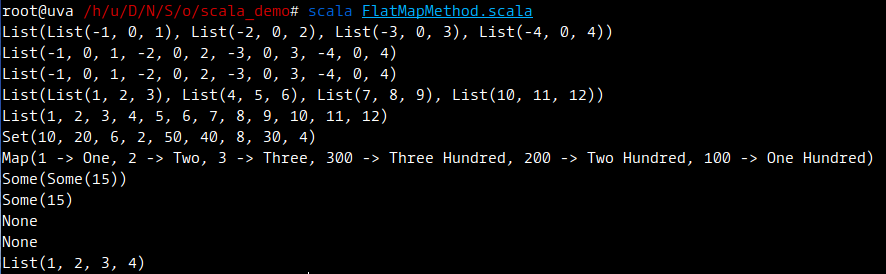 root@uva /h/u/D/N/S/o/scala_demo# scala FlatMapMethod.scala
List(List(-1, 0, 1), List(-2, 0, 2), List(-3, 0, 3), List(-4, 0, 4))
List(-1, 0, 1, -2, 0, 2, -3, 0, 3, -4, 0, 4)
List(-1, 0, 1, -2, 0, 2, -3, 0, 3, -4, 0, 4)
List(List(1, 2, 3), List(4, 5, 6), List(7, 8, 9), List(10, 11, 12))
List(1, 2, 3, 4, 5, 6, 7, 8, 9, 10, 11, 12)
Set(10, 20, 6, 2, 50, 40, 8, 30, 4)
Map(1 -> One, 2 -> Two, 3 -> Three, 300 -> Three Hundred, 200 -> Two Hundred, 100 -> One Hundred)
Some(Some(15))
Some(15)
None
None
List(1, 2, 3, 4)